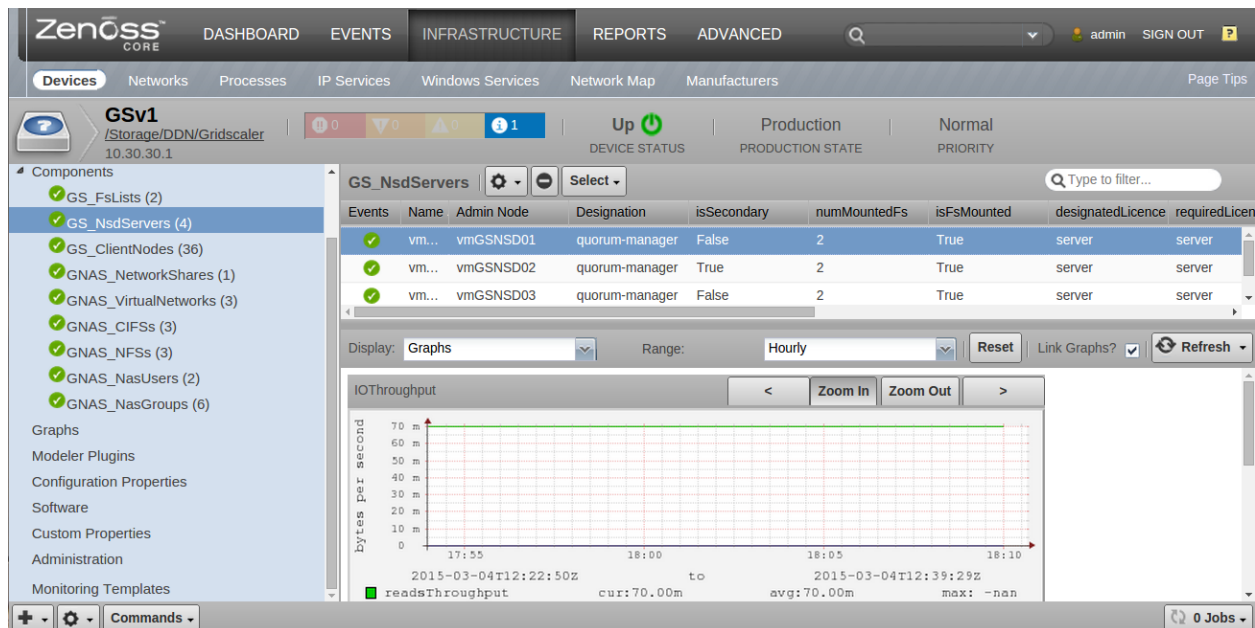 Zenoss CORE DASHBOARD EVENTS INFRASTRUCTURE REPORTS ADVANCED admin SIGN OUT ?
Devices Networks Processes IP Services Windows Services Network Map Manufacturers Page Tips
GSv1
/Storage/DDN/Gridscaler
10.30.30.1
0 0 0 1
Up
DEVICE STATUS
Production
PRODUCTION STATE
Normal
PRIORITY
Components
GS_FsLists (2)
GS_NsdServers (4)
GS_ClientNodes (36)
GNAS_NetworkShares (1)
GNAS_VirtualNetworks (3)
GNAS_CIFSs (3)
GNAS_NFSs (3)
GNAS_NasUsers (2)
GNAS_NasGroups (6)
Graphs
Modeler Plugins
Configuration Properties
Software
Custom Properties
Administration
Monitoring Templates
GS_NsdServers Select Type to filter...
Events Name Admin Node Designation isSecondary numMountedFs isFsMounted designatedLicence requiredLicen
vm... vmGSNSD01 quorum-manager False 2 True server server
vm... vmGSNSD02 quorum-manager True 2 True server server
vm... vmGSNSD03 quorum-manager False 2 True server server
Display: Graphs Range: Hourly Reset Link Graphs? Refresh
IOThroughput < Zoom In Zoom Out >
bytes per second
70 m
60 m
50 m
40 m
30 m
20 m
10 m
0
17:55 18:00 18:05 18:10
2015-03-04T12:22:50Z to 2015-03-04T12:39:29Z
readsThroughput cur:70.00m avg:70.00m max: -nan
Commands 0 Jobs